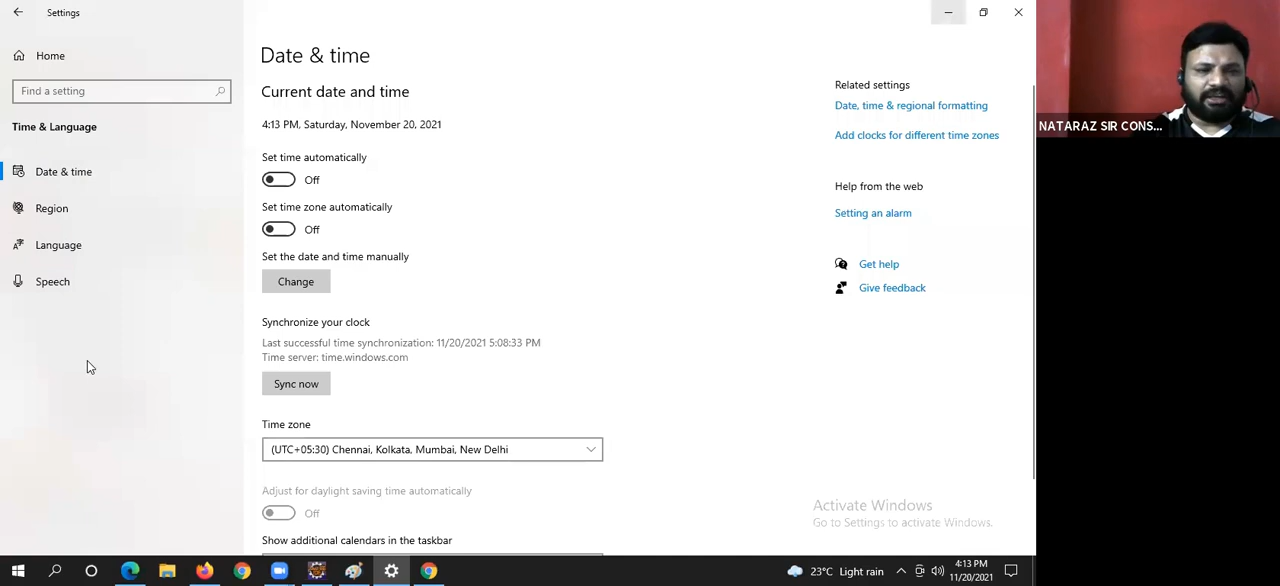 Settings
Home
Find a setting
Time & Language
Date & time
Region
Language
Speech
Date & time
Current date and time
4:13 PM, Saturday, November 20, 2021
Set time automatically
Off
Set time zone automatically
Off
Set the date and time manually
Change
Synchronize your clock
Last successful time synchronization: 11/20/2021 5:08:33 PM
Time server: time.windows.com
Sync now
Time zone
(UTC+05:30) Chennai, Kolkata, Mumbai, New Delhi
Adjust for daylight saving time automatically
Off
Show additional calendars in the taskbar
Related settings
Date, time & regional formatting
Add clocks for different time zones
Help from the web
Setting an alarm
Get help
Give feedback
Activate Windows
Go to Settings to activate Windows.
NATARAZ SIR CONS...
23°C Light rain
4:13 PM
11/20/2021